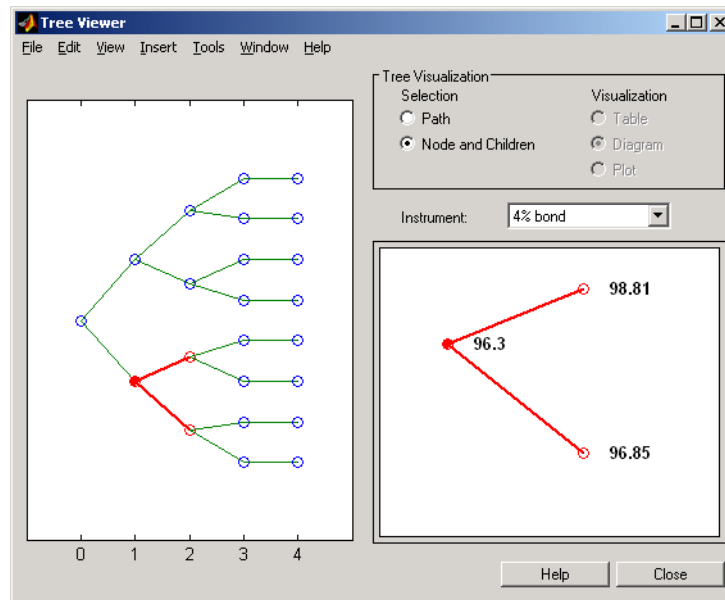 Tree Viewer
File Edit View Insert Tools Window Help
Tree Visualization
Selection Visualization
Path Table
Node and Children Diagram
Plot
Instrument: 4% bond
98.81
96.3
96.85
0 1 2 3 4
Help Close